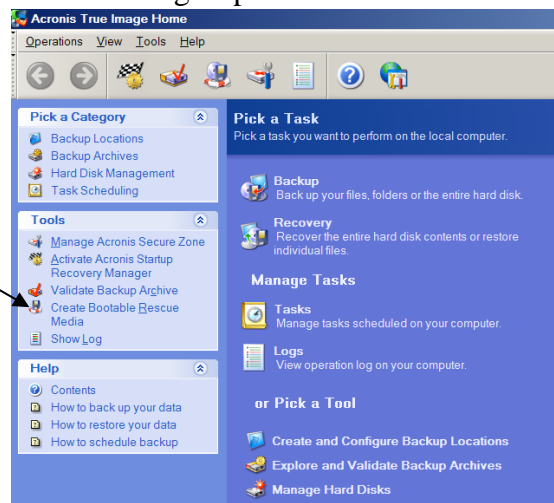 Acronis True Image Home
Operations View Tools Help
Pick a Category
Backup Locations
Backup Archives
Hard Disk Management
Task Scheduling
Tools
Manage Acronis Secure Zone
Activate Acronis Startup
Recovery Manager
Validate Backup Archive
Create Bootable Rescue
Media
Show Log
Help
Contents
How to back up your data
How to restore your data
How to schedule backup
Pick a Task
Pick a task you want to perform on the local computer.
Backup
Back up your files, folders or the entire hard disk.
Recovery
Recover the entire hard disk contents or restore
individual files.
Manage Tasks
Tasks
Manage tasks scheduled on your computer.
Logs
View operation log on your computer.
or Pick a Tool
Create and Configure Backup Locations
Explore and Validate Backup Archives
Manage Hard Disks